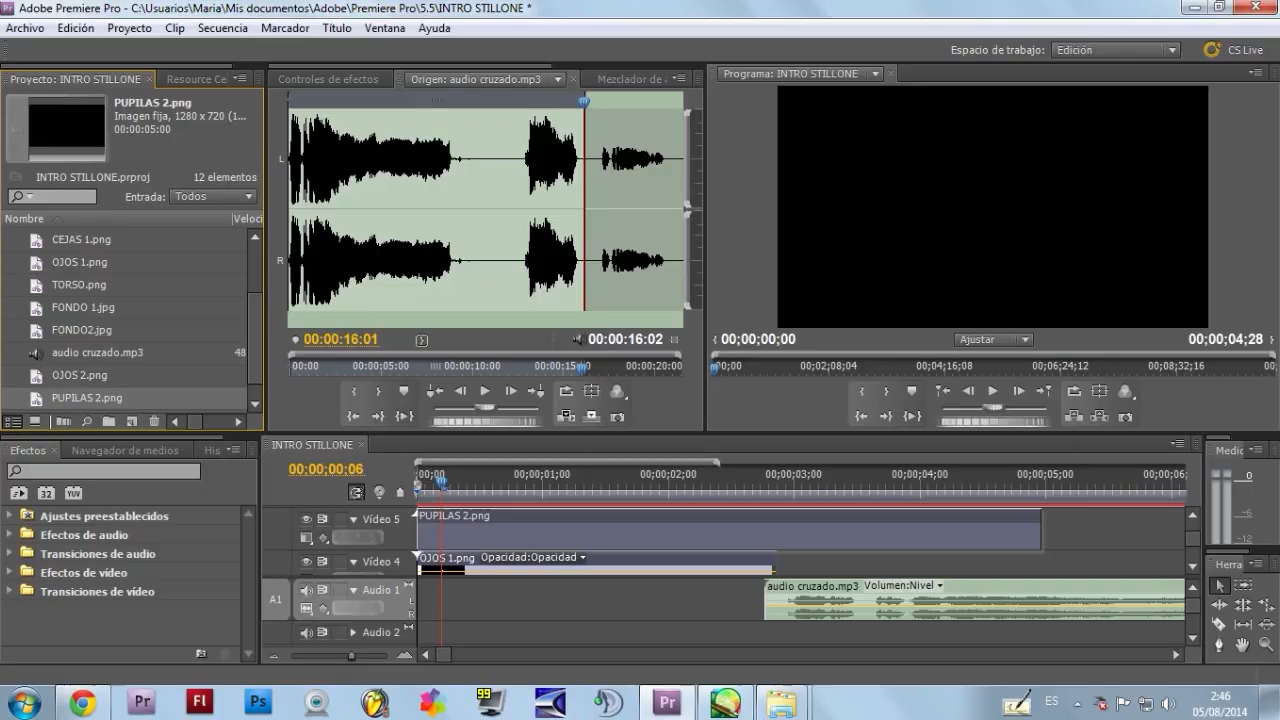 Adobe Premiere Pro - C:\Usuarios\Maria\Mis documentos\Adobe\Premiere Pro\5.5\INTRO STILLONE *
Archivo Edición Proyecto Clip Secuencia Marcador Título Ventana Ayuda
Espacio de trabajo: Edición CS Live
Proyecto: INTRO STILLONE Resource Ce
PUPILAS 2.png
Imagen fija, 1280 x 720 (1...
00:00:05:00
INTRO STILLONE.prproj 12 elementos
Entrada: Todos
Nombre Veloci
CEJAS 1.png
OJOS 1.png
TORSO.png
FONDO 1.jpg
FONDO2.jpg
audio cruzado.mp3 48
OJOS 2.png
PUPILAS 2.png
Controles de efectos Origen: audio cruzado.mp3 Mezclador de
L
R
00:00:16:01 00:00:16:02
00:00 00:00:05:00 00:00:10:00 00:00:15:0 00:00:20:00
Programa: INTRO STILLONE
00;00;00;00 Ajustar 00;00;04;28
00;00 00;02;08;04 00;04;16;08 00;06;24;12 00;08;32;16 00;
Efectos Navegador de medios His
32 YUV
Ajustes preestablecidos
Efectos de audio
Transiciones de audio
Efectos de vídeo
Transiciones de vídeo
INTRO STILLONE
00;00;00;06
00;00 00;00;01;00 00;00;02;00 00;00;03;00 00;00;04;00 00;00;05;00 00;00;06;
Vídeo 5 PUPILAS 2.png
Vídeo 4 OJOS 1.png Opacidad:Opacidad
A1 Audio 1 L R audio cruzado.mp3 Volumen:Nivel
Audio 2
Medic
0
-6
-12
Herra
Pr Fl Ps 99 Pr
ES
2:46
05/08/2014